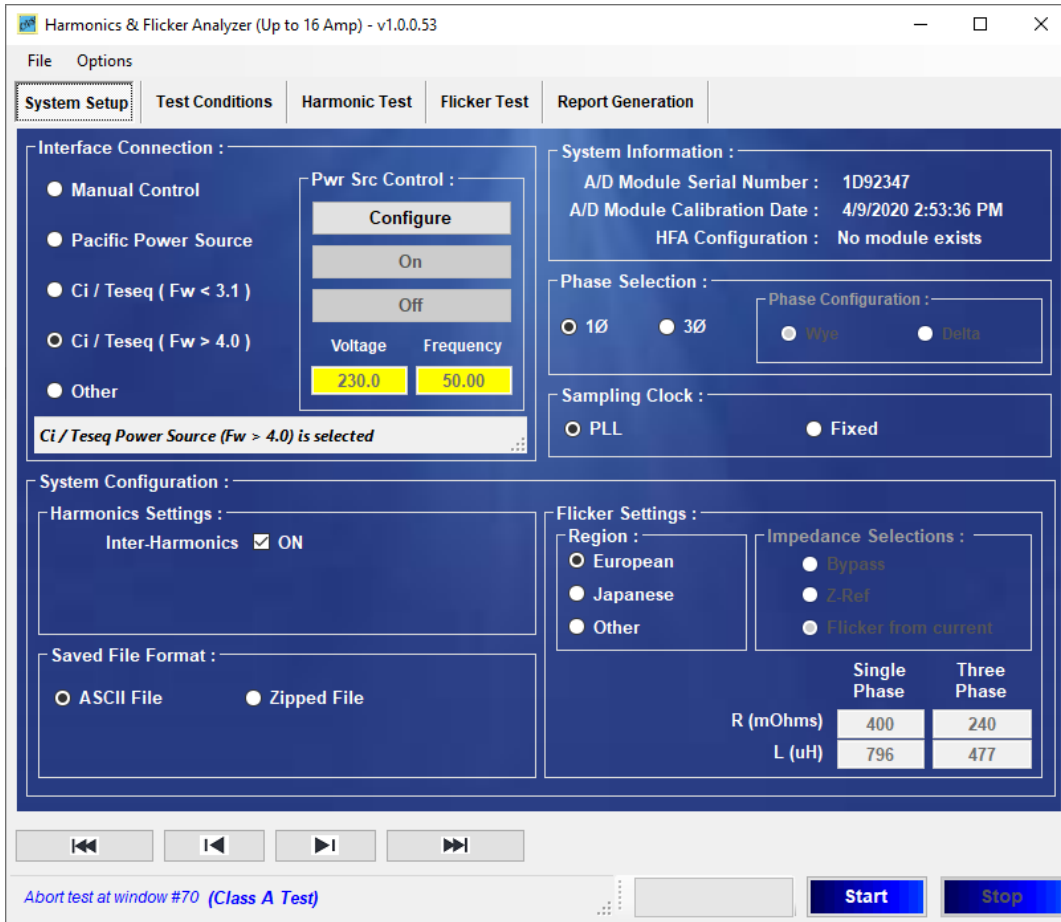 Harmonics & Flicker Analyzer (Up to 16 Amp) - v1.0.0.53
File Options
System Setup Test Conditions Harmonic Test Flicker Test Report Generation
Interface Connection :
Manual Control
Pacific Power Source
Ci / Teseq ( Fw < 3.1 )
Ci / Teseq ( Fw > 4.0 )
Other
Pwr Src Control :
Configure
On
Off
Voltage Frequency
230.0 50.00
Ci / Teseq Power Source (Fw > 4.0) is selected
System Information :
A/D Module Serial Number : 1D92347
A/D Module Calibration Date : 4/9/2020 2:53:36 PM
HFA Configuration : No module exists
Phase Selection :
1Ø 3Ø
Phase Configuration :
Wye Delta
Sampling Clock :
PLL Fixed
System Configuration :
Harmonics Settings :
Inter-Harmonics ON
Saved File Format :
ASCII File Zipped File
Flicker Settings :
Region :
European
Japanese
Other
Impedance Selections :
Bypass
Z-Ref
Flicker from current
Single Phase Three Phase
R (mOhms) 400 240
L (uH) 796 477
Abort test at window #70 (Class A Test)
Start Stop